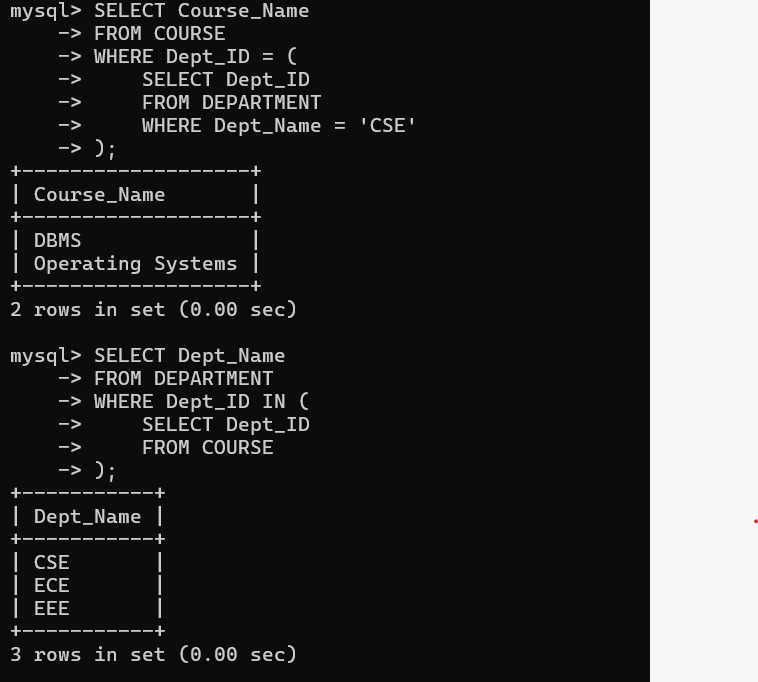 mysql> SELECT Course_Name
    -> FROM COURSE
    -> WHERE Dept_ID = (
    ->     SELECT Dept_ID
    ->     FROM DEPARTMENT
    ->     WHERE Dept_Name = 'CSE'
    -> );
+-------------------+
| Course_Name       |
+-------------------+
| DBMS              |
| Operating Systems |
+-------------------+
2 rows in set (0.00 sec)

mysql> SELECT Dept_Name
    -> FROM DEPARTMENT
    -> WHERE Dept_ID IN (
    ->     SELECT Dept_ID
    ->     FROM COURSE
    -> );
+-----------+
| Dept_Name |
+-----------+
| CSE       |
| ECE       |
| EEE       |
+-----------+
3 rows in set (0.00 sec)